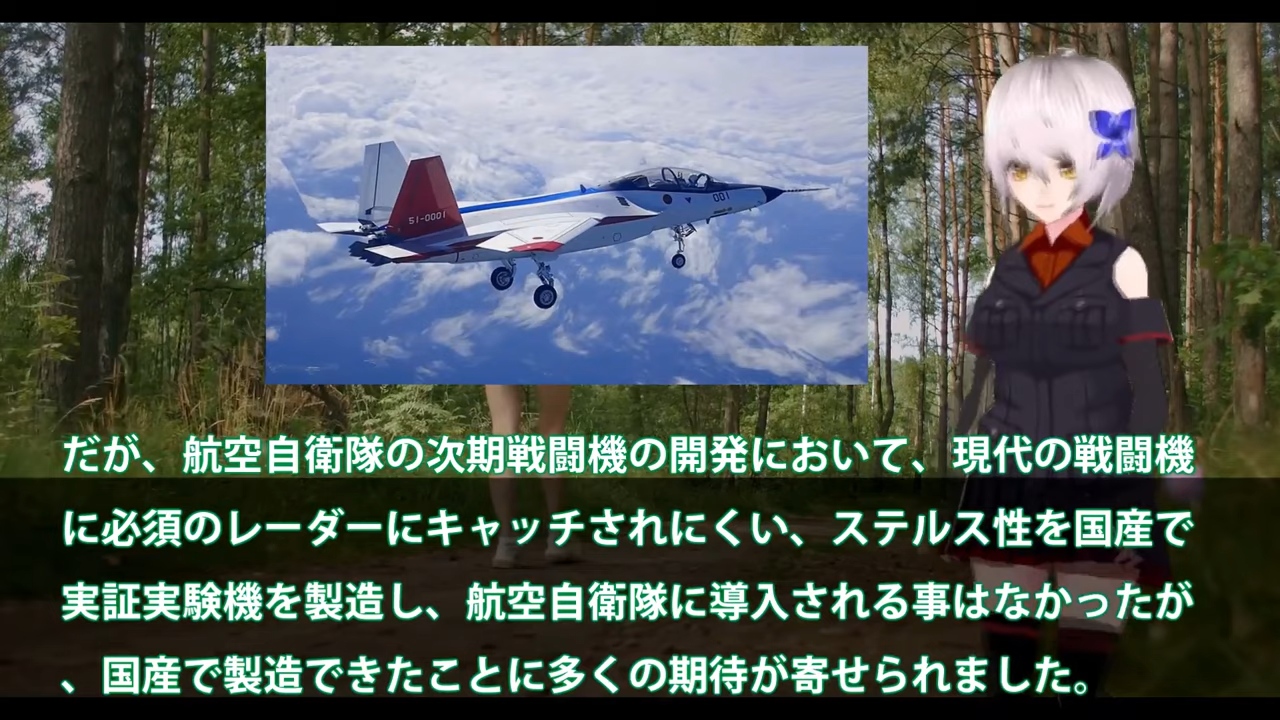 001
51-0001
だが、航空自衛隊の次期戦闘機の開発において、現代の戦闘機
に必須のレーダーにキャッチされにくい、ステルス性を国産で
実証実験機を製造し、航空自衛隊に導入される事はなかったが
、国産で製造できたことに多くの期待が寄せられました。